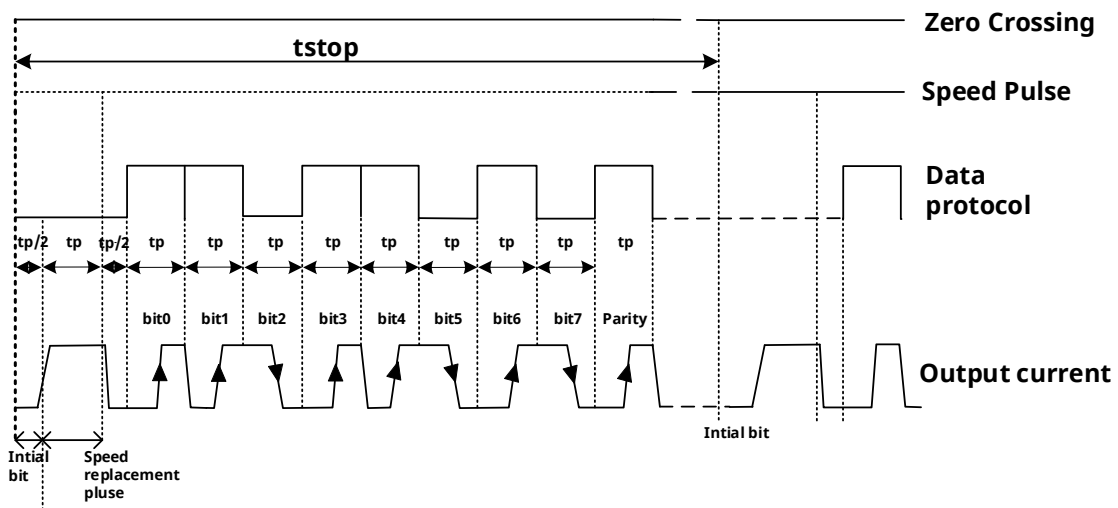 Zero Crossing
tstop
Speed Pulse
Data
protocol
tp/2 tp tp/2 tp tp tp tp tp tp tp tp tp
bit0 bit1 bit2 bit3 bit4 bit5 bit6 bit7 Parity
Output current
Intial bit
Intial
bit
Speed
replacement
pluse